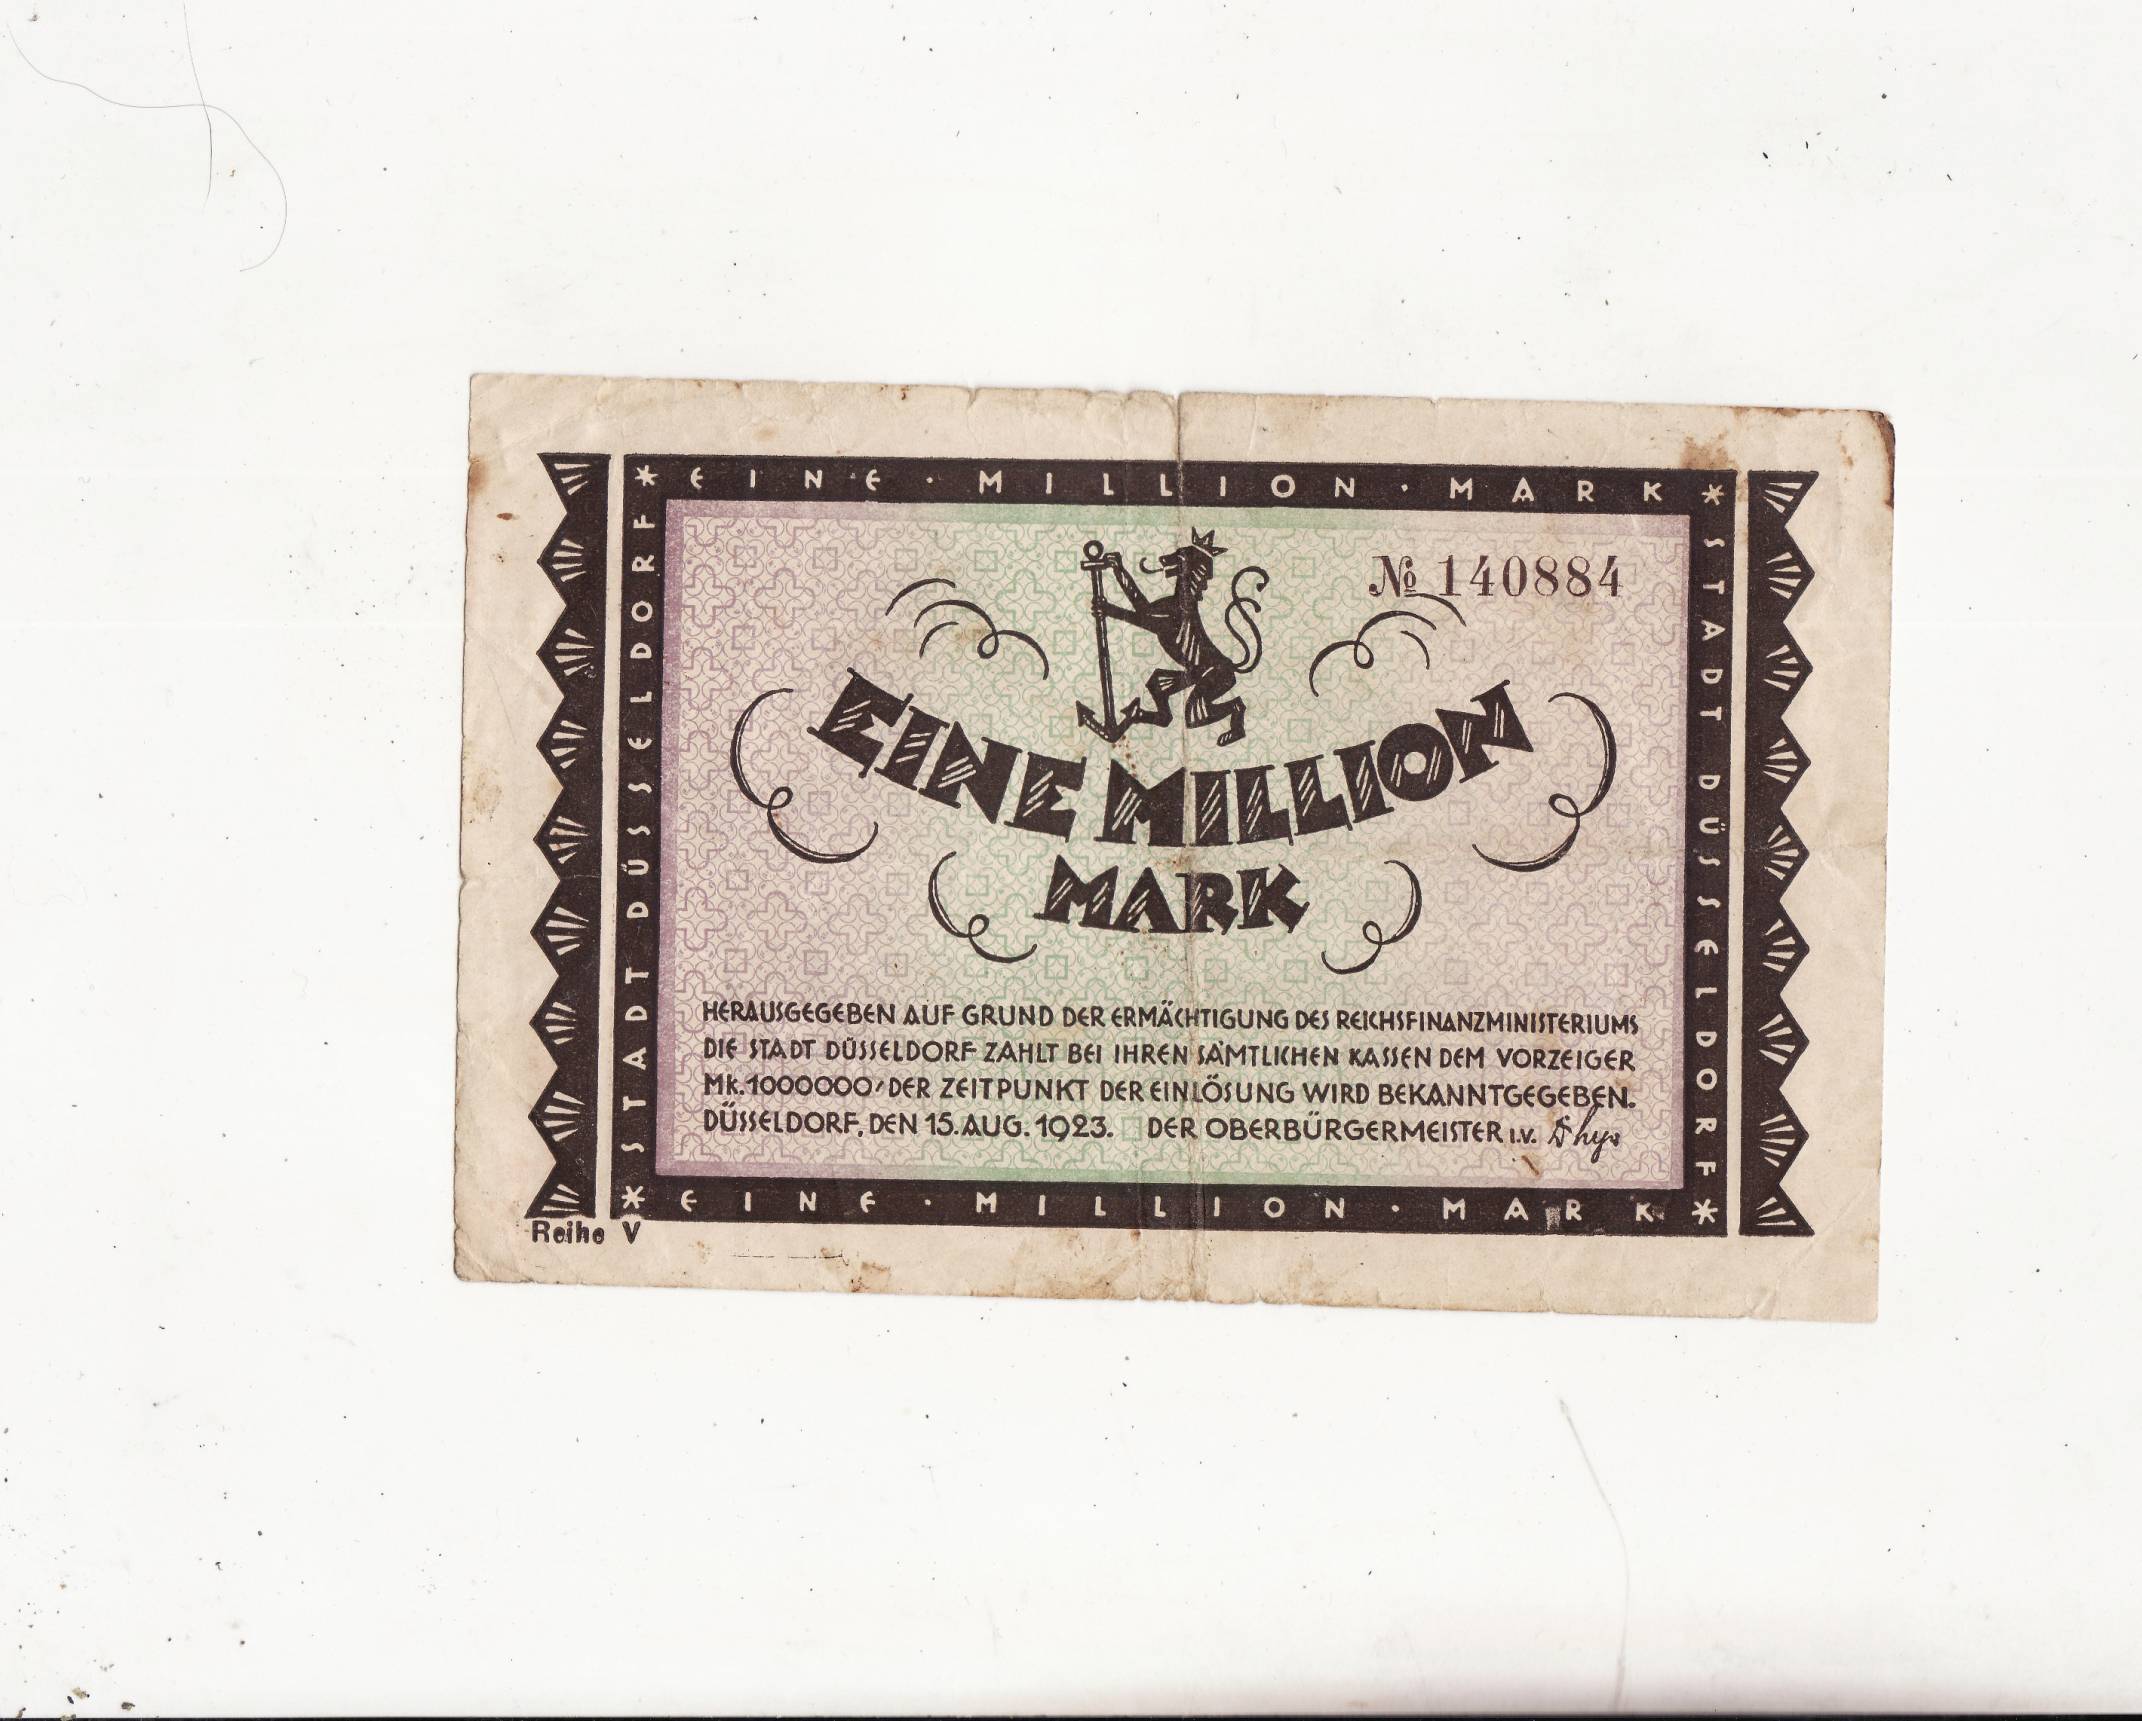 * EINE · MILLION · MARK *
STADT DÜSSELDORF
STADT DÜSSELDORF
№ 140884
EINE MILLION
MARK
HERAUSGEGEBEN AUF GRUND DER ERMÄCHTIGUNG DES REICHSFINANZMINISTERIUMS
DIE STADT DÜSSELDORF ZAHLT BEI IHREN SÄMTLICHEN KASSEN DEM VORZEIGER
Mk. 1000000 / DER ZEITPUNKT DER EINLÖSUNG WIRD BEKANNTGEGEBEN.
DÜSSELDORF, DEN 15. AUG. 1923. DER OBERBÜRGERMEISTER I.V.
* EINE · MILLION · MARK *
Reihe V